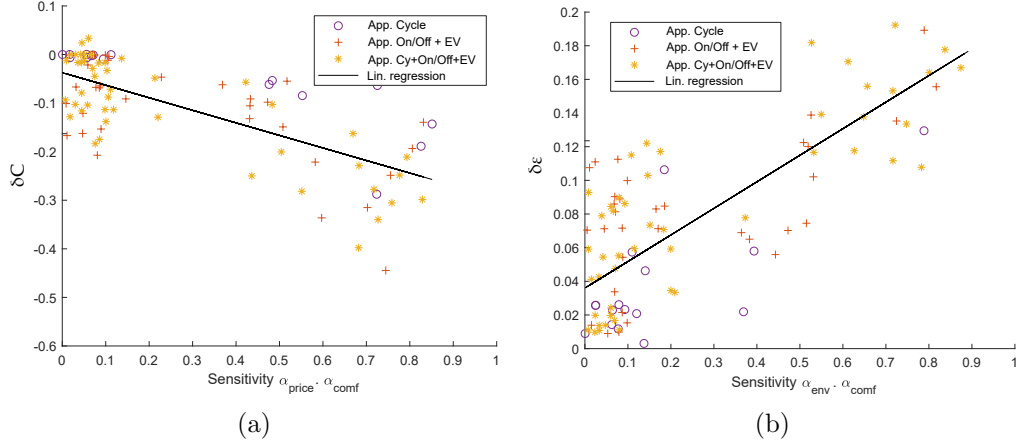 App. Cycle
App. On/Off + EV
App. Cy+On/Off+EV
Lin. regression
0.1
0
-0.1
-0.2
-0.3
-0.4
-0.5
-0.6
δC
0 0.1 0.2 0.3 0.4 0.5 0.6 0.7 0.8 0.9 1
Sensitivity α_price . α_comf
(a)
App. Cycle
App. On/Off + EV
App. Cy+On/Off+EV
Lin. regression
0.2
0.18
0.16
0.14
0.12
0.1
0.08
0.06
0.04
0.02
0
δε
0 0.1 0.2 0.3 0.4 0.5 0.6 0.7 0.8 0.9 1
Sensitivity α_env . α_comf
(b)